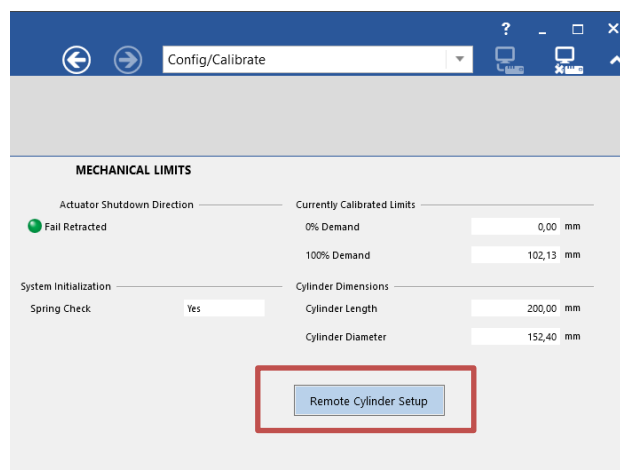 Config/Calibrate
MECHANICAL LIMITS
Actuator Shutdown Direction
Fail Retracted
Currently Calibrated Limits
0% Demand 0,00 mm
100% Demand 102,13 mm
System Initialization
Spring Check Yes
Cylinder Dimensions
Cylinder Length 200,00 mm
Cylinder Diameter 152,40 mm
Remote Cylinder Setup